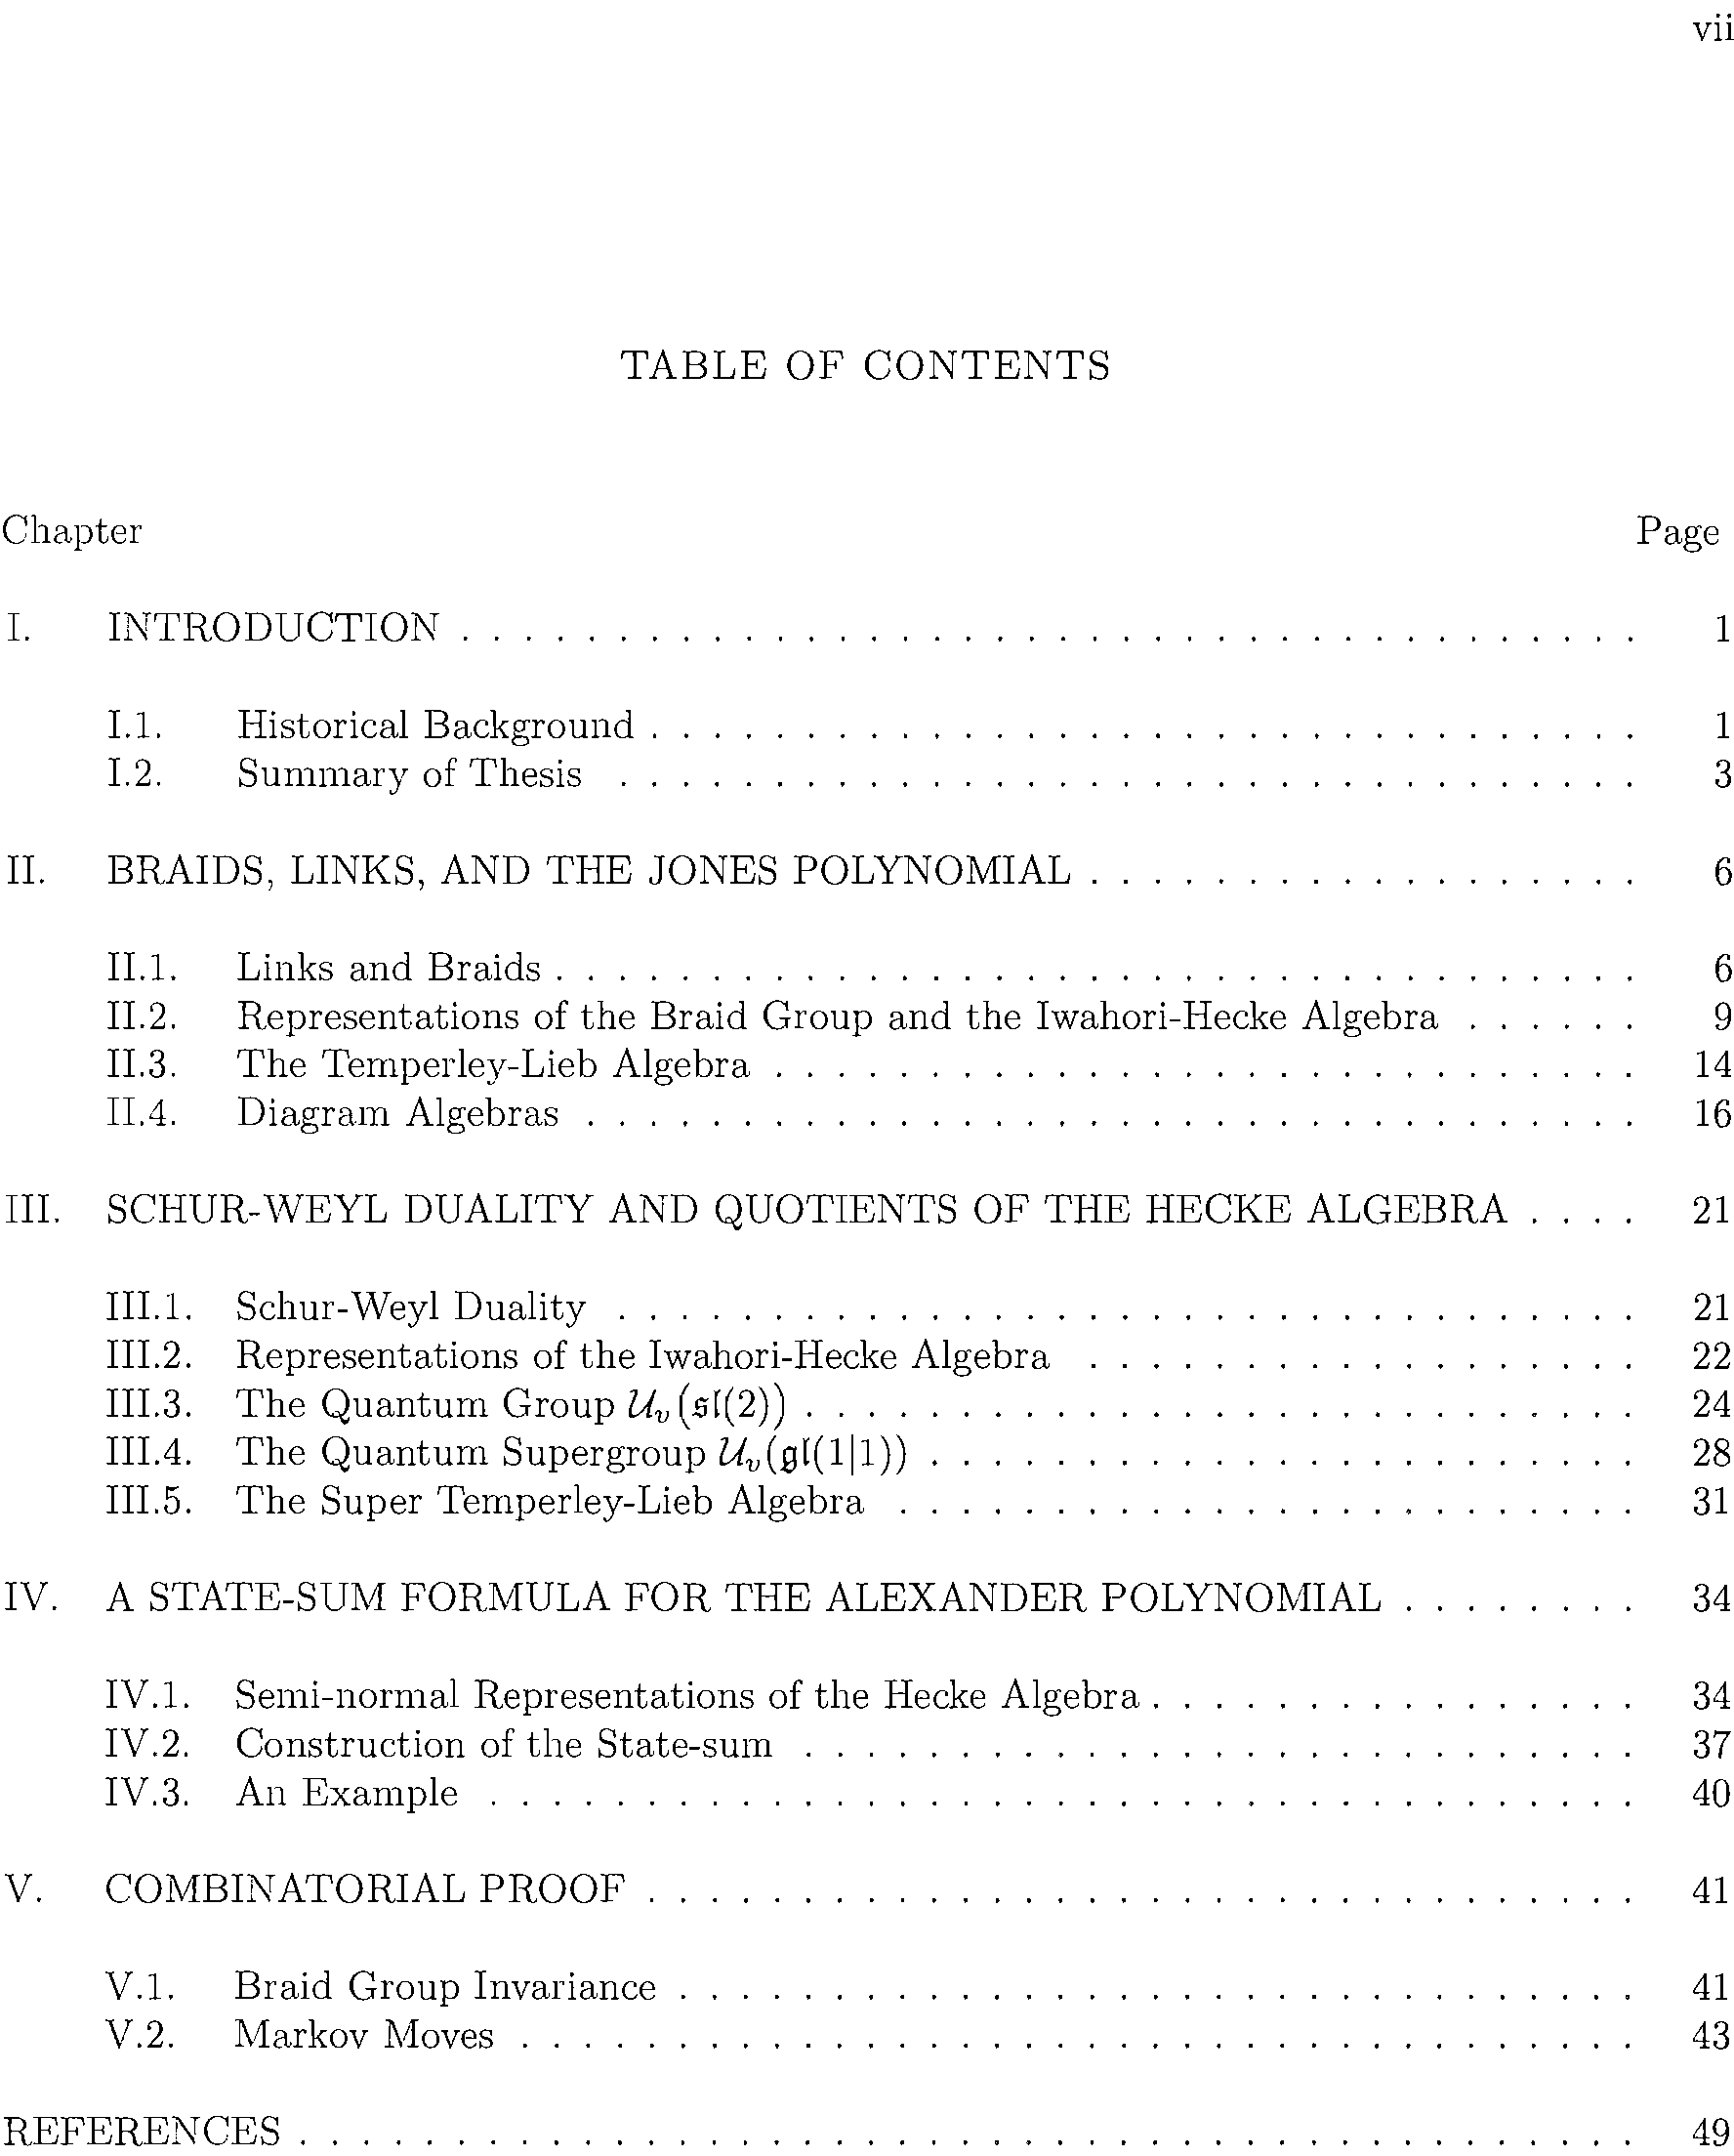 vii
TABLE OF CONTENTS
Chapter Page
I. INTRODUCTION . . . . . . . . . . . . . . . . . . . . . . . . . . . . . . . . . . . . . . 1
I.1. Historical Background . . . . . . . . . . . . . . . . . . . . . . . . . . . . . . . . 1
I.2. Summary of Thesis . . . . . . . . . . . . . . . . . . . . . . . . . . . . . . . . . 3
II. BRAIDS, LINKS, AND THE JONES POLYNOMIAL . . . . . . . . . . . . . . . . . . 6
II.1. Links and Braids . . . . . . . . . . . . . . . . . . . . . . . . . . . . . . . . . . . 6
II.2. Representations of the Braid Group and the Iwahori-Hecke Algebra . . . . . . 9
II.3. The Temperley-Lieb Algebra . . . . . . . . . . . . . . . . . . . . . . . . . . . . 14
II.4. Diagram Algebras . . . . . . . . . . . . . . . . . . . . . . . . . . . . . . . . . . 16
III. SCHUR-WEYL DUALITY AND QUOTIENTS OF THE HECKE ALGEBRA . . . . 21
III.1. Schur-Weyl Duality . . . . . . . . . . . . . . . . . . . . . . . . . . . . . . . . . 21
III.2. Representations of the Iwahori-Hecke Algebra . . . . . . . . . . . . . . . . . . 22
III.3. The Quantum Group 𝒰ᵥ(𝔰𝔩(2)) . . . . . . . . . . . . . . . . . . . . . . . . . . . 24
III.4. The Quantum Supergroup 𝒰ᵥ(𝔤𝔩(1|1)) . . . . . . . . . . . . . . . . . . . . . . . 28
III.5. The Super Temperley-Lieb Algebra . . . . . . . . . . . . . . . . . . . . . . . . 31
IV. A STATE-SUM FORMULA FOR THE ALEXANDER POLYNOMIAL . . . . . . . . 34
IV.1. Semi-normal Representations of the Hecke Algebra . . . . . . . . . . . . . . . . 34
IV.2. Construction of the State-sum . . . . . . . . . . . . . . . . . . . . . . . . . . . 37
IV.3. An Example . . . . . . . . . . . . . . . . . . . . . . . . . . . . . . . . . . . . . 40
V. COMBINATORIAL PROOF . . . . . . . . . . . . . . . . . . . . . . . . . . . . . . . . 41
V.1. Braid Group Invariance . . . . . . . . . . . . . . . . . . . . . . . . . . . . . . . 41
V.2. Markov Moves . . . . . . . . . . . . . . . . . . . . . . . . . . . . . . . . . . . . 43
REFERENCES . . . . . . . . . . . . . . . . . . . . . . . . . . . . . . . . . . . . . . . . . . . 49